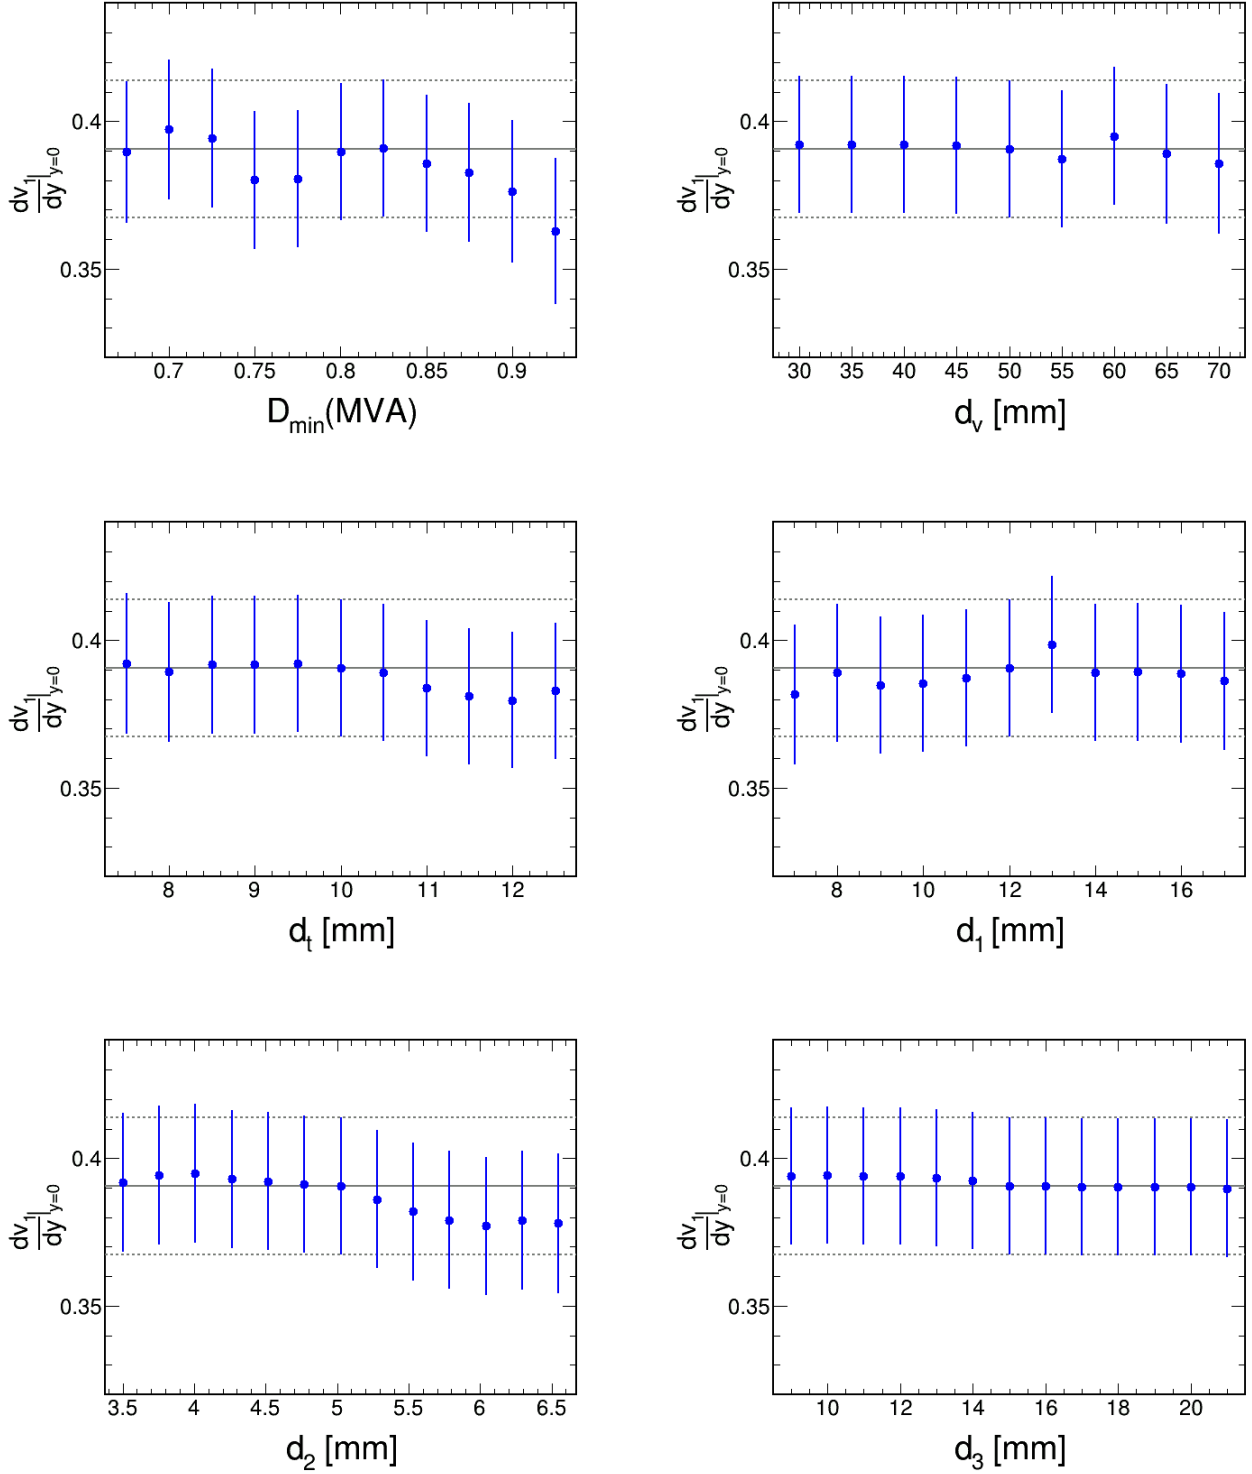 0.4
0.35
dv₁/dy|y=0
0.7 0.75 0.8 0.85 0.9
Dmin(MVA)
0.4
0.35
dv₁/dy|y=0
30 35 40 45 50 55 60 65 70
dv [mm]
0.4
0.35
dv₁/dy|y=0
8 9 10 11 12
dt [mm]
0.4
0.35
dv₁/dy|y=0
8 10 12 14 16
d1 [mm]
0.4
0.35
dv₁/dy|y=0
3.5 4 4.5 5 5.5 6 6.5
d2 [mm]
0.4
0.35
dv₁/dy|y=0
10 12 14 16 18 20
d3 [mm]